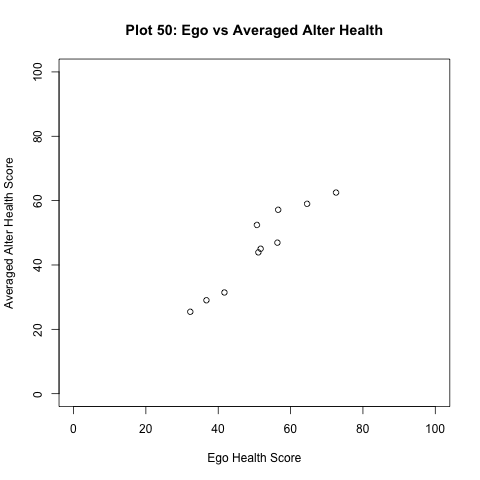 Plot 50: Ego vs Averaged Alter Health
Averaged Alter Health Score
100
80
60
40
20
0
0 20 40 60 80 100
Ego Health Score